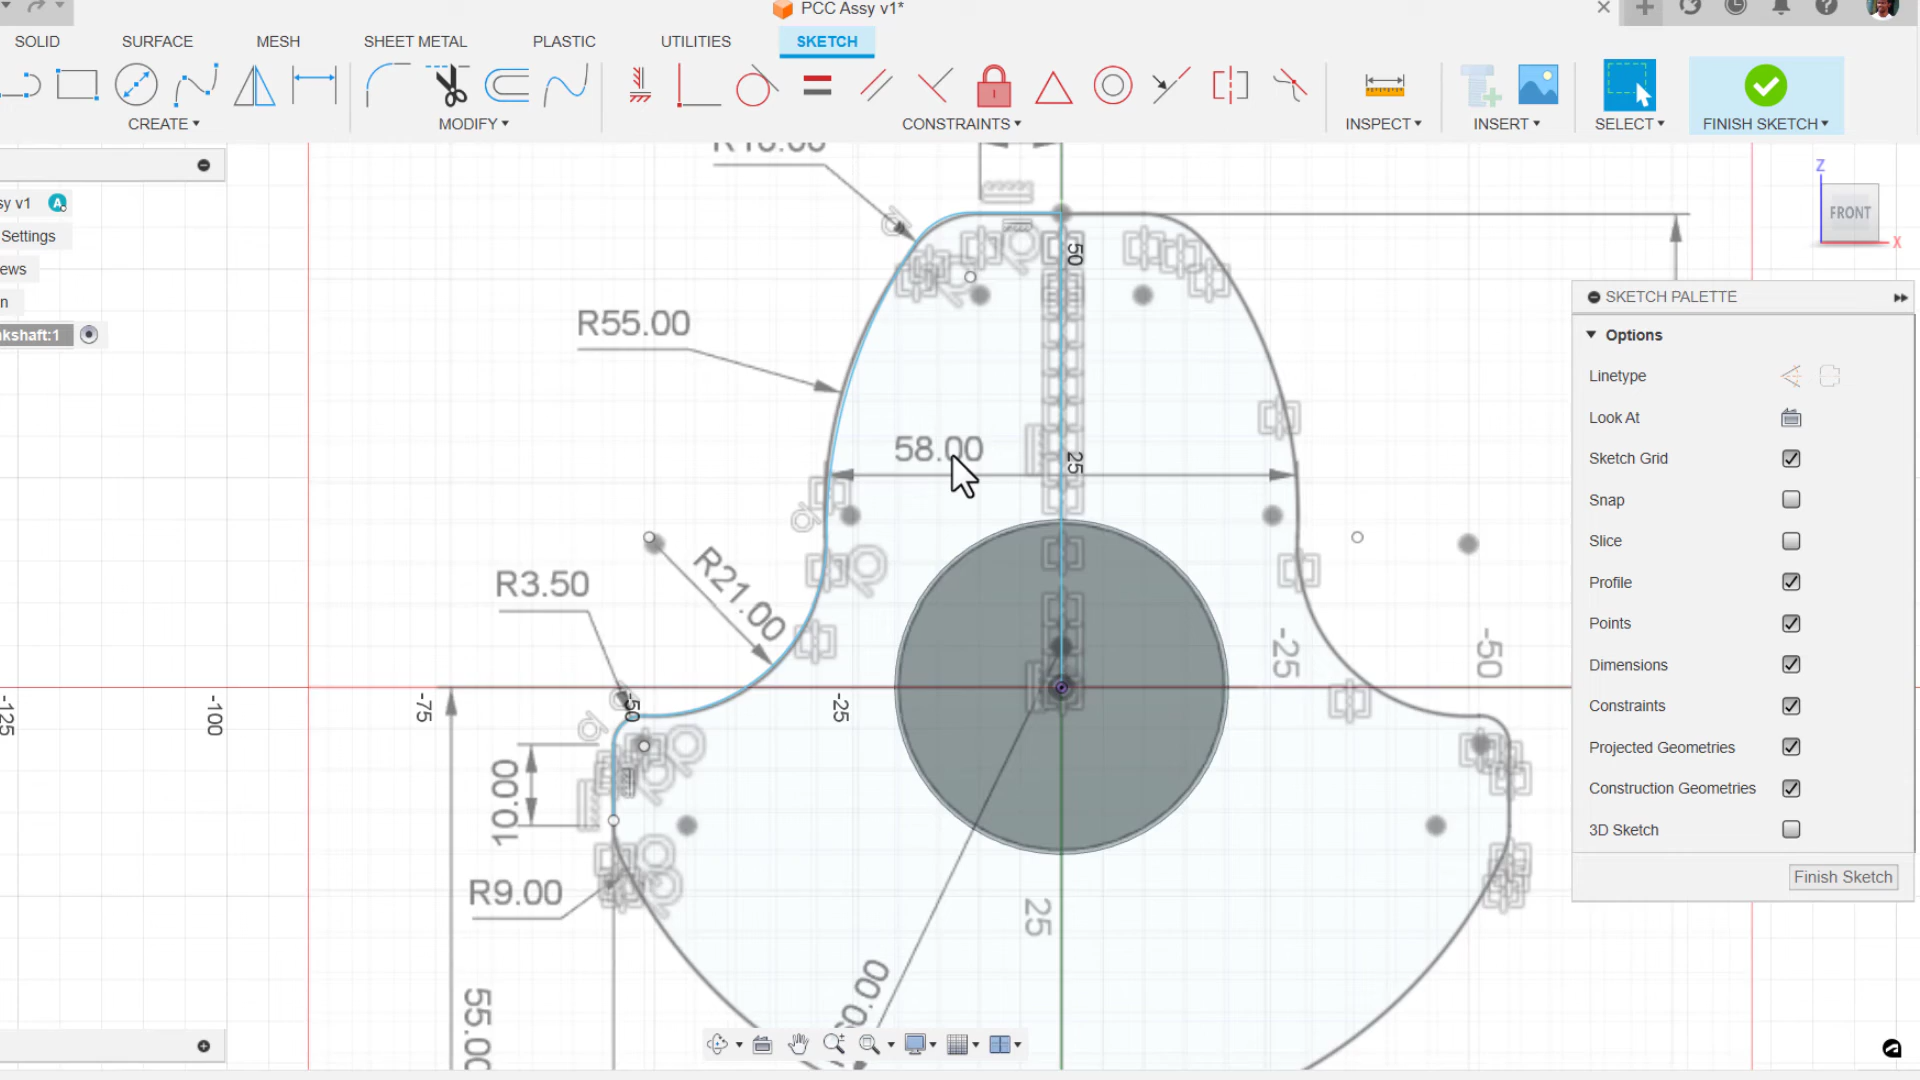 PCC Assy v1*
SOLID
SURFACE
MESH
SHEET METAL
PLASTIC
UTILITIES
SKETCH
CREATE
MODIFY
CONSTRAINTS
INSPECT
INSERT
SELECT
FINISH SKETCH
sy v1
Settings
ews
n
nkshaft:1
Z
FRONT
X
SKETCH PALETTE
Options
Linetype
Look At
Sketch Grid
Snap
Slice
Profile
Points
Dimensions
Constraints
Projected Geometries
Construction Geometries
3D Sketch
Finish Sketch
50
R55.00
58.00
25
R3.50
R21.00
-25
-50
-125
-100
-75
-50
-25
10.00
R9.00
25
55.00